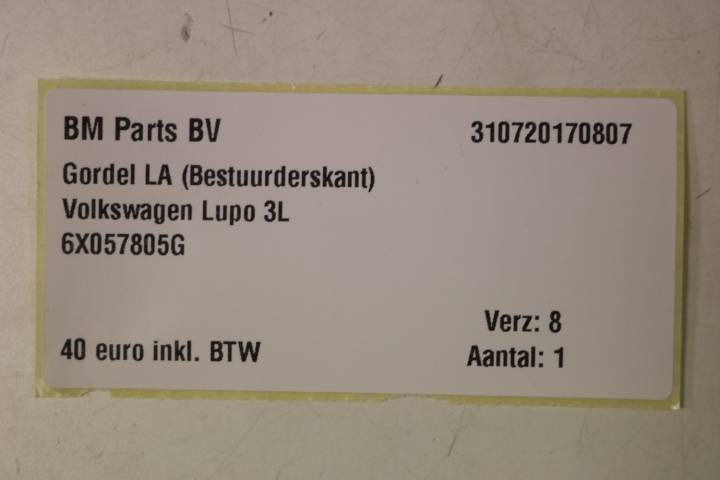 BM Parts BV 310720170807
Gordel LA (Bestuurderskant)
Volkswagen Lupo 3L
6X057805G
Verz: 8
40 euro inkl. BTW Aantal: 1